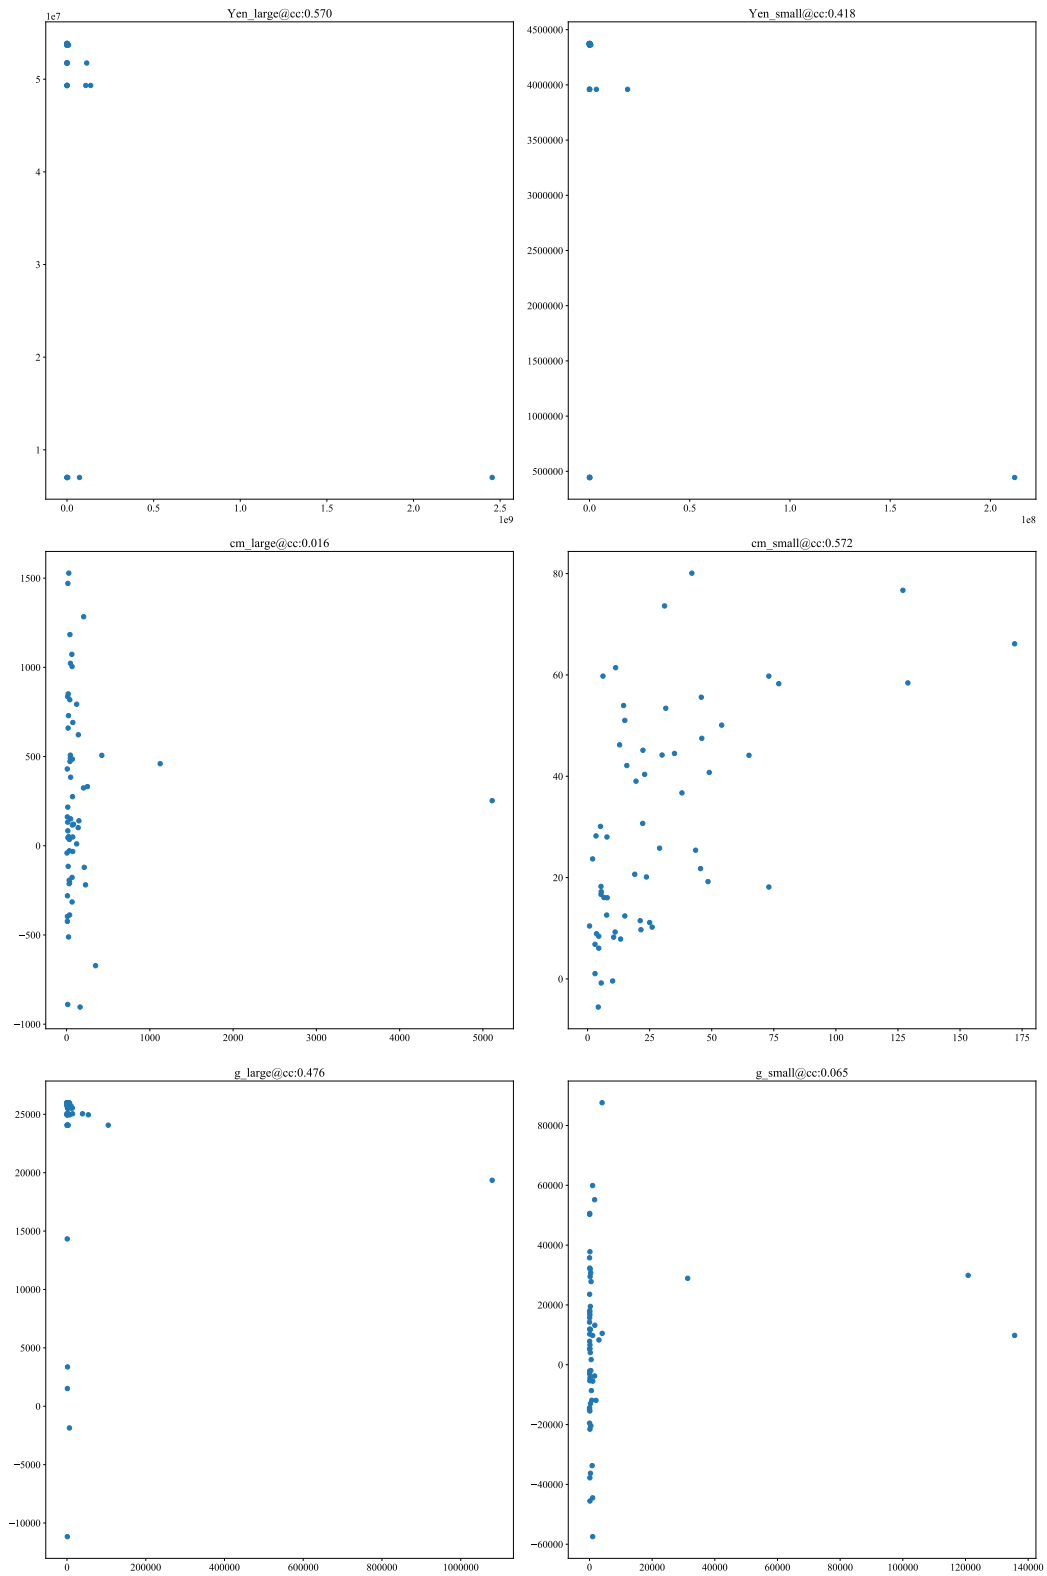 Yen_large@cc:0.570
1e7
5
4
3
2
1
0.0 0.5 1.0 1.5 2.0 2.5
1e9
Yen_small@cc:0.418
4500000
4000000
3500000
3000000
2500000
2000000
1500000
1000000
500000
0.0 0.5 1.0 1.5 2.0
1e8
cm_large@cc:0.016
1500
1000
500
0
−500
−1000
0 1000 2000 3000 4000 5000
cm_small@cc:0.572
80
60
40
20
0
0 25 50 75 100 125 150 175
g_large@cc:0.476
25000
20000
15000
10000
5000
0
−5000
−10000
0 200000 400000 600000 800000 1000000
g_small@cc:0.065
80000
60000
40000
20000
0
−20000
−40000
−60000
0 20000 40000 60000 80000 100000 120000 140000